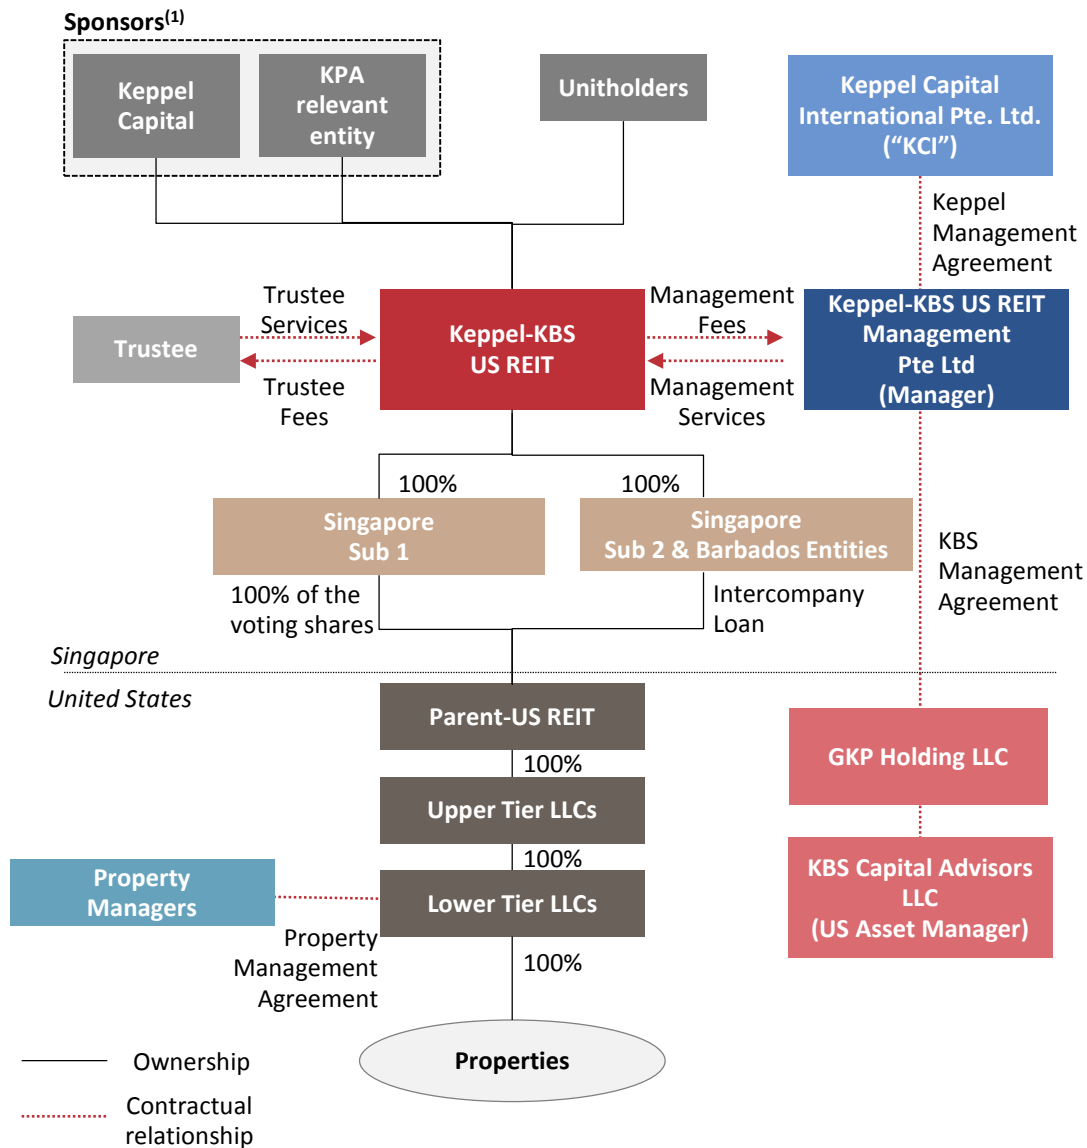 Sponsors(1)
Keppel
Capital
KPA
relevant
entity
Unitholders
Keppel Capital
International Pte. Ltd.
(“KCI”)
Keppel
Management
Agreement
Trustee
Trustee
Services
Trustee
Fees
Keppel-KBS
US REIT
Management
Fees
Management
Services
Keppel-KBS US REIT
Management
Pte Ltd
(Manager)
100%
100%
Singapore
Sub 1
Singapore
Sub 2 & Barbados Entities
KBS
Management
Agreement
100% of the
voting shares
Intercompany
Loan
Singapore
United States
Parent-US REIT
100%
GKP Holding LLC
Upper Tier LLCs
100%
Property
Managers
Lower Tier LLCs
KBS Capital Advisors
LLC
(US Asset Manager)
Property
Management
Agreement
100%
Properties
Ownership
Contractual
relationship